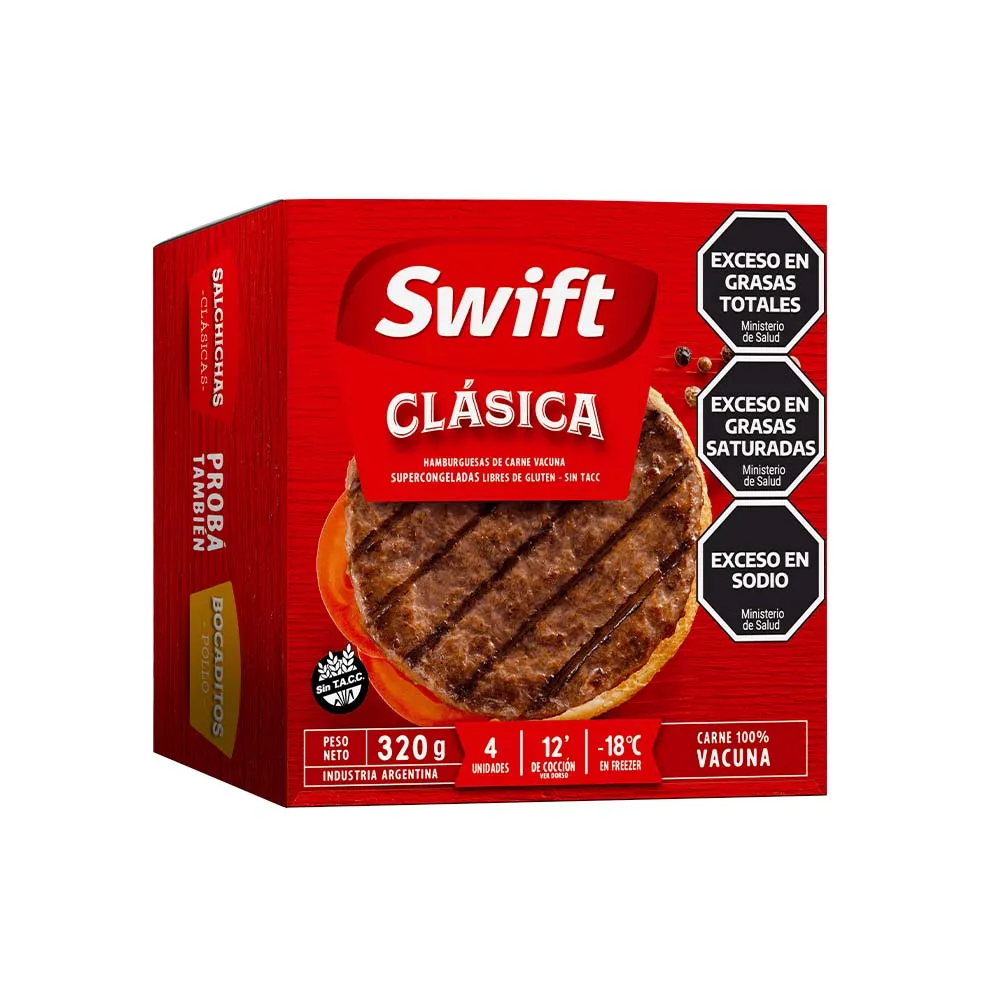 Swift
CLÁSICA
HAMBURGUESAS DE CARNE VACUNA
SUPERCONGELADAS LIBRES DE GLUTEN - SIN TACC
EXCESO EN
GRASAS
TOTALES
Ministerio
de Salud
EXCESO EN
GRASAS
SATURADAS
Ministerio
de Salud
EXCESO EN
SODIO
Ministerio
de Salud
Sin T.A.C.C.
PESO
NETO
320 g
INDUSTRIA ARGENTINA
4
UNIDADES
12'
DE COCCIÓN
VER DORSO
-18°C
EN FREEZER
CARNE 100%
VACUNA
SALCHICHAS
-CLÁSICAS-
PROBÁ
TAMBIÉN
BOCADITOS
- POLLO -